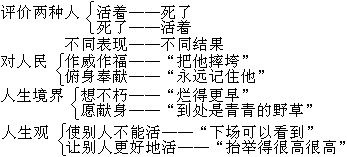 评价两种人
活着——死了
死了——活着
不同表现——不同结果
对人民
作威作福——“把他摔垮”
俯身奉献——“永远记住他”
人生境界
想不朽——“烂得更早”
愿献身——“到处是青青的野草”
人生观
使别人不能活——“下场可以看到”
让别人更好地活——“抬举得很高很高”